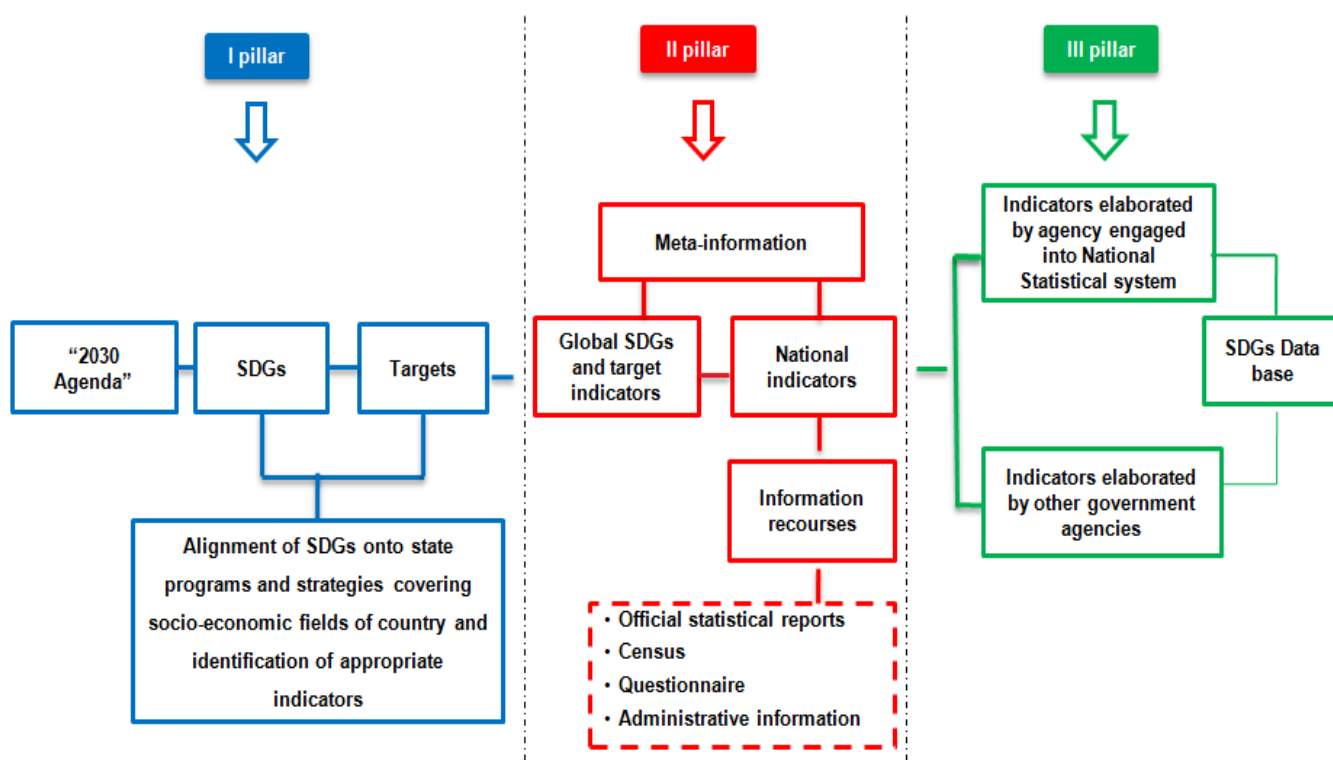 I pillar
“2030
Agenda”
SDGs
Targets
Alignment of SDGs onto state
programs and strategies covering
socio-economic fields of country and
identification of appropriate
indicators
II pillar
Meta-information
Global SDGs
and target
indicators
National
indicators
Information
recourses
• Official statistical reports
• Census
• Questionnaire
• Administrative information
III pillar
Indicators elaborated
by agency engaged
into National
Statistical system
SDGs Data
base
Indicators elaborated
by other government
agencies